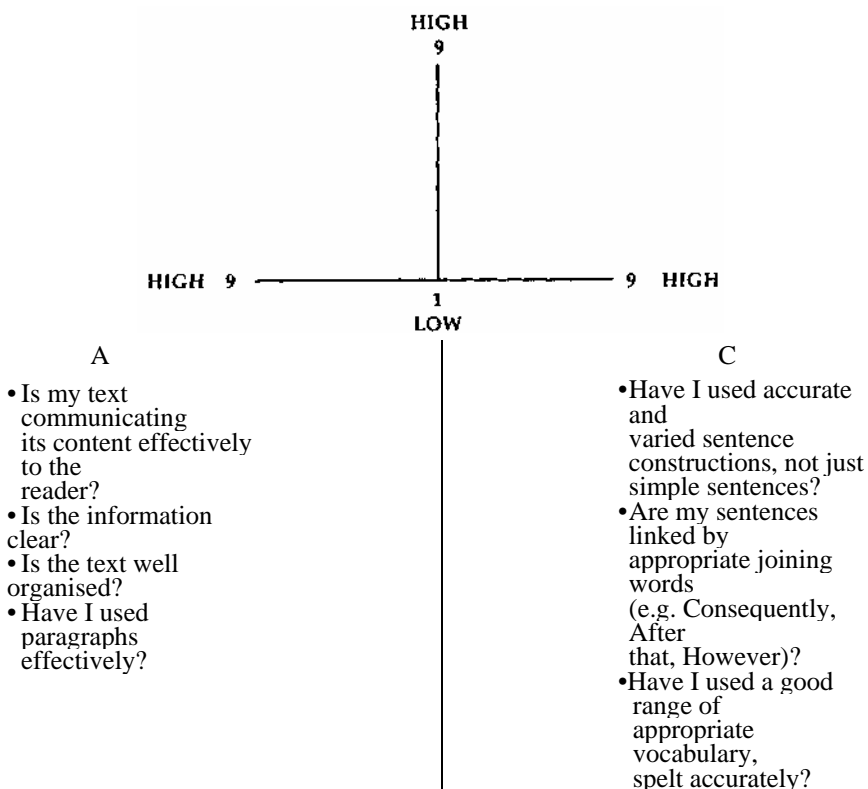 HIGH
9
HIGH 9
9 HIGH
1
LOW
A
• Is my text
communicating
its content effectively
to the
reader?
• Is the information
clear?
• Is the text well
organised?
• Have I used
paragraphs
effectively?
C
•Have I used accurate
and
varied sentence
constructions, not just
simple sentences?
•Are my sentences
linked by
appropriate joining
words
(e.g. Consequently,
After
that, However)?
•Have I used a good
range of
appropriate
vocabulary,
spelt accurately?